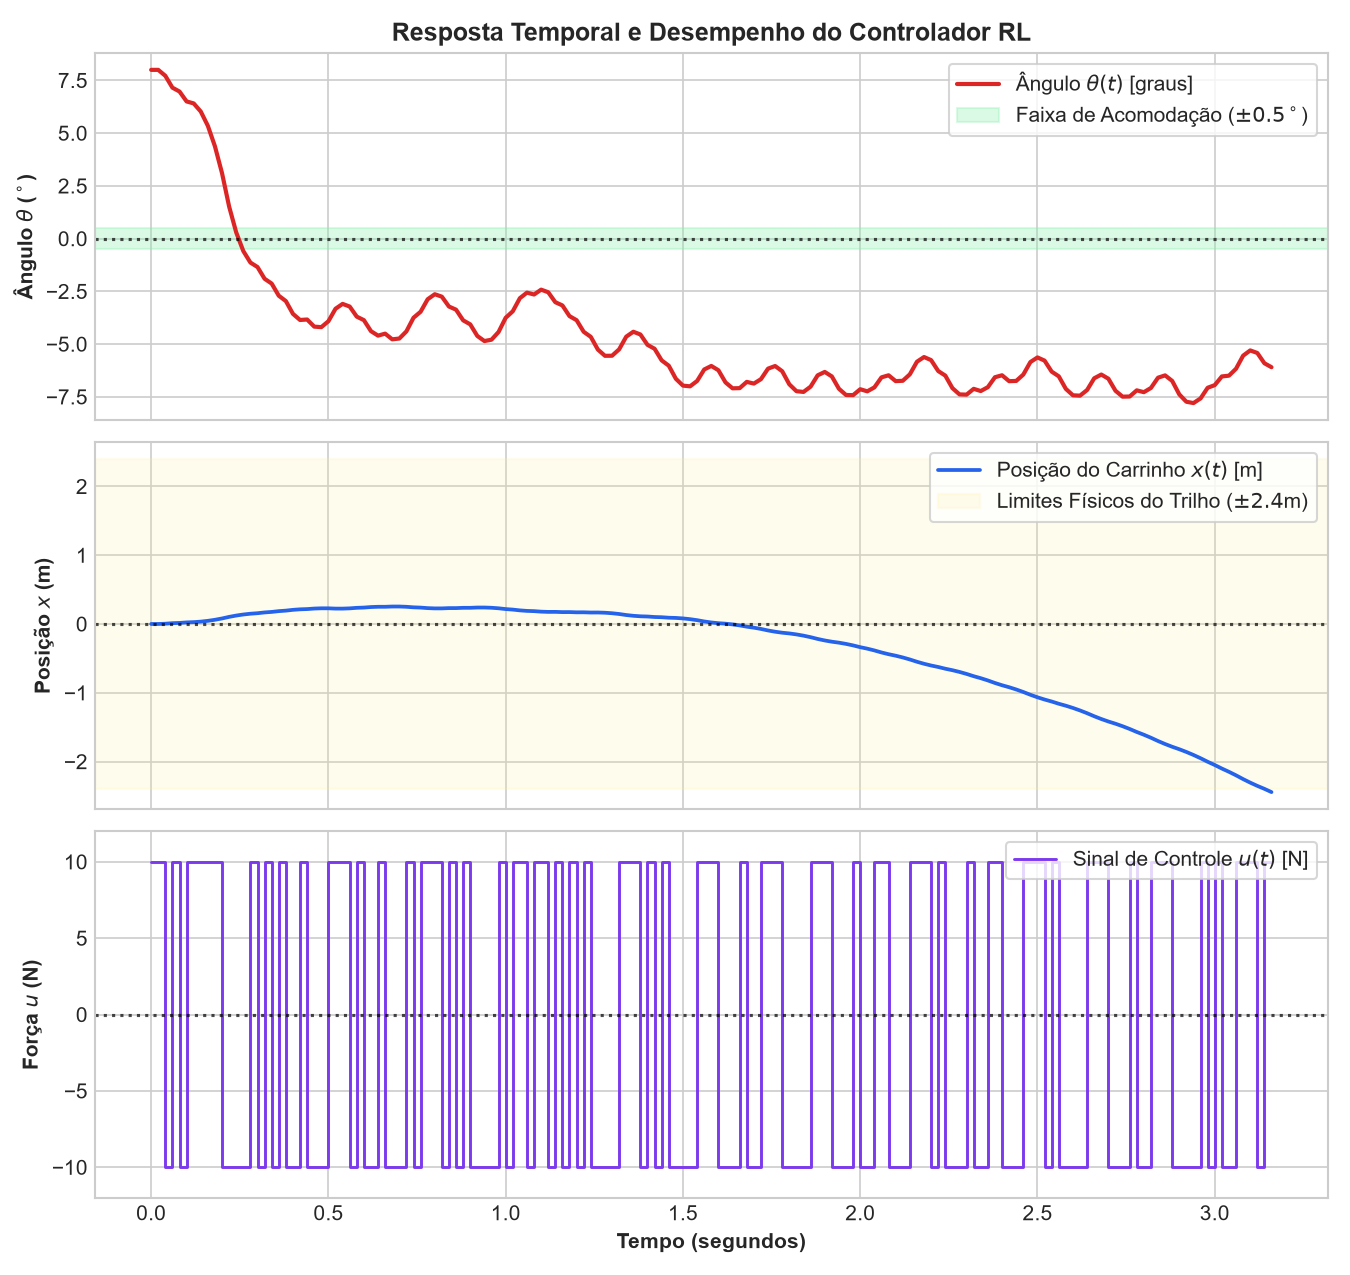 Resposta Temporal e Desempenho do Controlador RL
Ângulo θ(t) [graus]
Faixa de Acomodação (±0.5°)
Ângulo θ (°)
7.5
5.0
2.5
0.0
−2.5
−5.0
−7.5
Posição do Carrinho x(t) [m]
Limites Físicos do Trilho (±2.4m)
Posição x (m)
2
1
0
−1
−2
Sinal de Controle u(t) [N]
Força u (N)
10
5
0
−5
−10
0.0 0.5 1.0 1.5 2.0 2.5 3.0
Tempo (segundos)